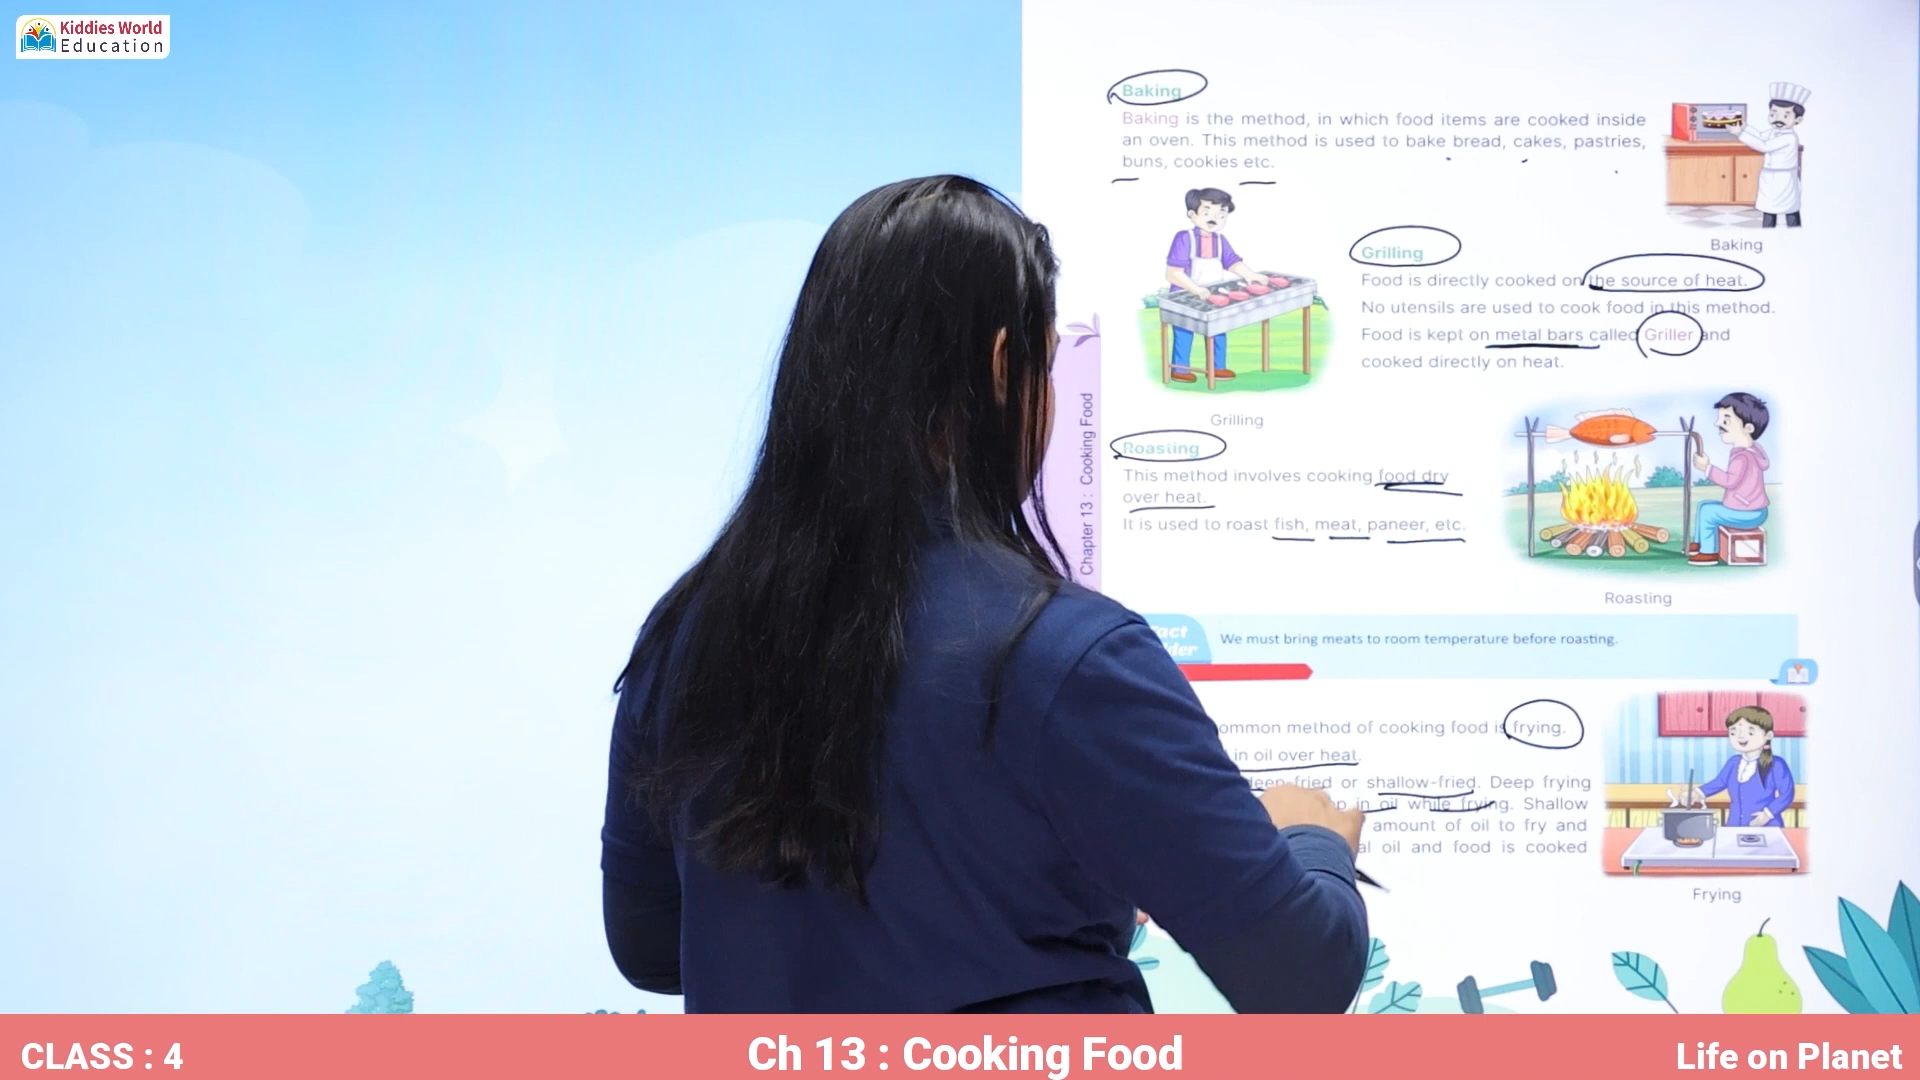 Kiddies World
Education
Baking
Baking is the method, in which food items are cooked inside
an oven. This method is used to bake bread, cakes, pastries,
buns, cookies etc.
Baking
Grilling
Food is directly cooked on the source of heat.
No utensils are used to cook food in this method.
Food is kept on metal bars called Griller and
cooked directly on heat.
Grilling
Chapter 13 : Cooking Food
Roasting
This method involves cooking food dry
over heat.
It is used to roast fish, meat, paneer, etc.
Roasting
We must bring meats to room temperature before roasting.
method of cooking food is frying.
in oil over heat.
deep-fried or shallow-fried. Deep frying
in oil while frying. Shallow
amount of oil to fry and
oil and food is cooked
Frying
CLASS : 4
Ch 13 : Cooking Food
Life on Planet